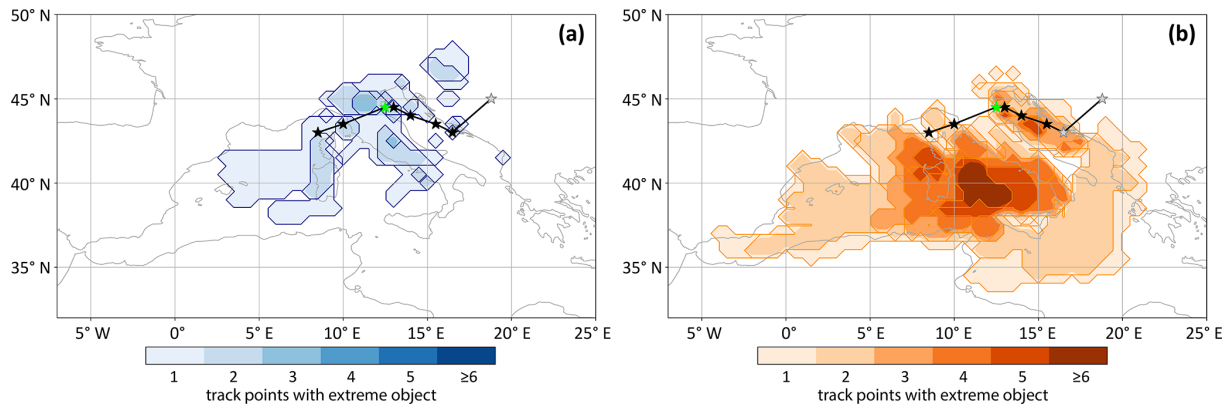 50° N
(a)
45° N
40° N
35° N
5° W
0°
5° E
10° E
15° E
20° E
25° E
1
2
3
4
5
≥6
track points with extreme object
50° N
(b)
45° N
40° N
35° N
5° W
0°
5° E
10° E
15° E
20° E
25° E
1
2
3
4
5
≥6
track points with extreme object